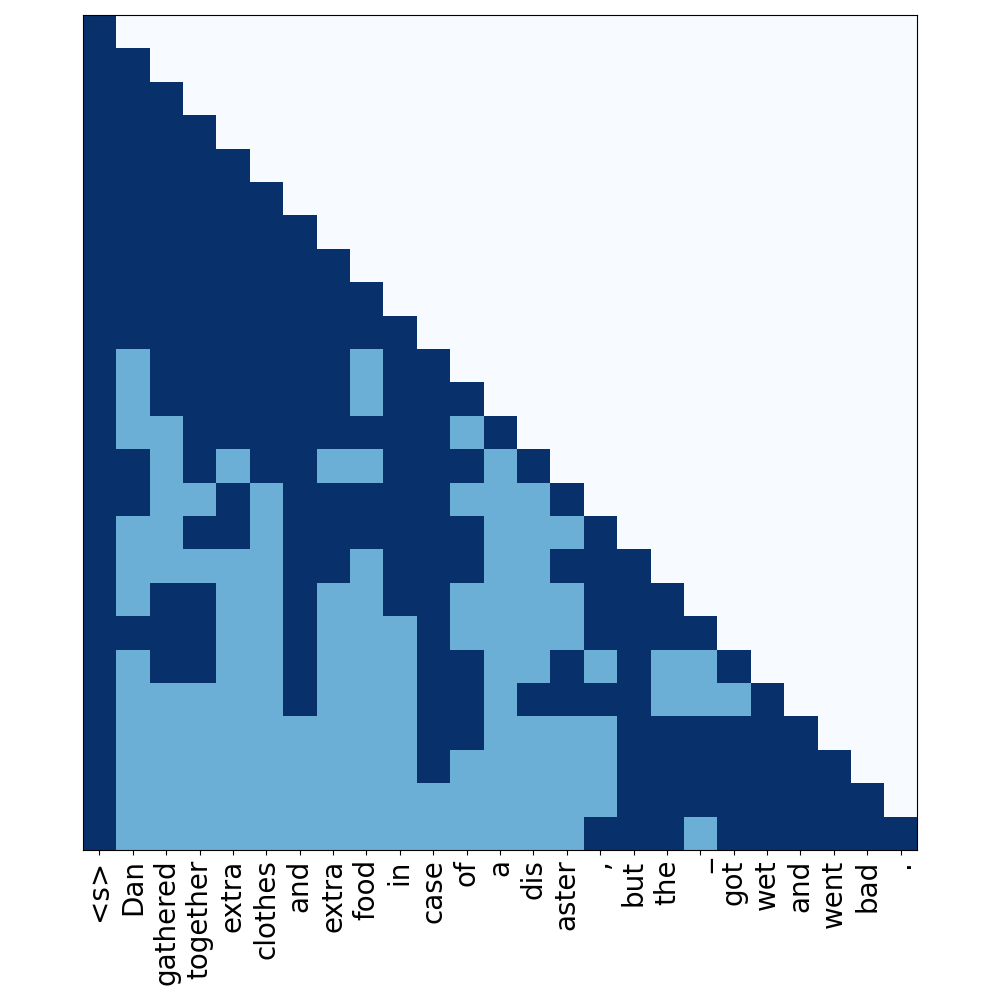 <s> Dan gathered together extra clothes and extra food in case of a dis aster , but the _ got wet and went bad .